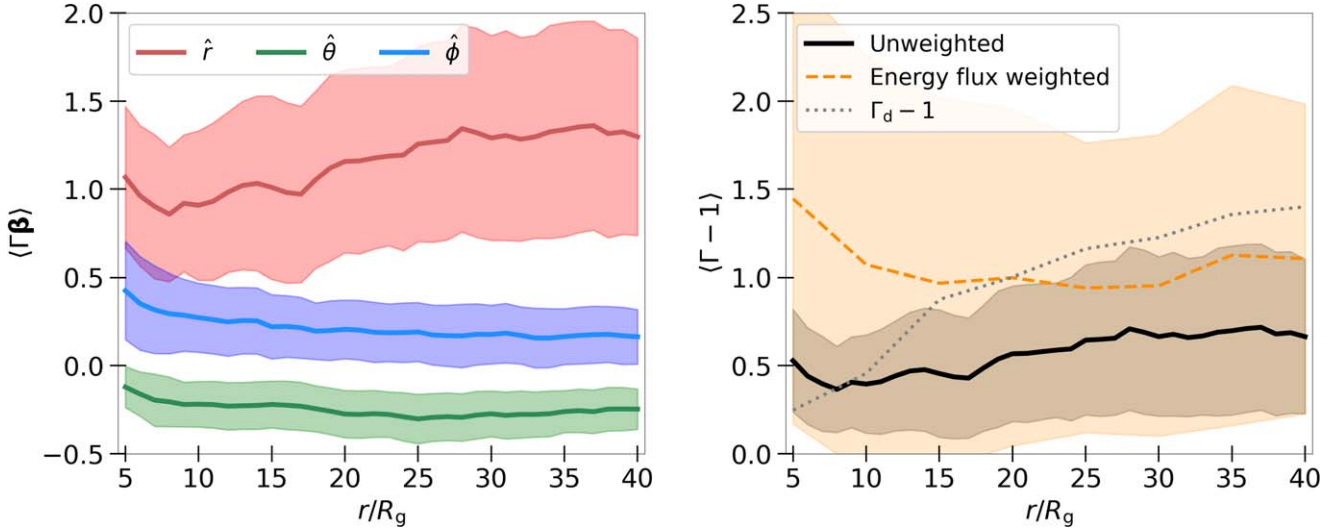 2.0
1.5
1.0
0.5
0.0
−0.5
⟨Γβ⟩
r̂ θ̂ ϕ̂
5 10 15 20 25 30 35 40
r/R_g
2.5
2.0
1.5
1.0
0.5
0.0
⟨Γ − 1⟩
Unweighted
Energy flux weighted
Γ_d − 1
5 10 15 20 25 30 35 40
r/R_g